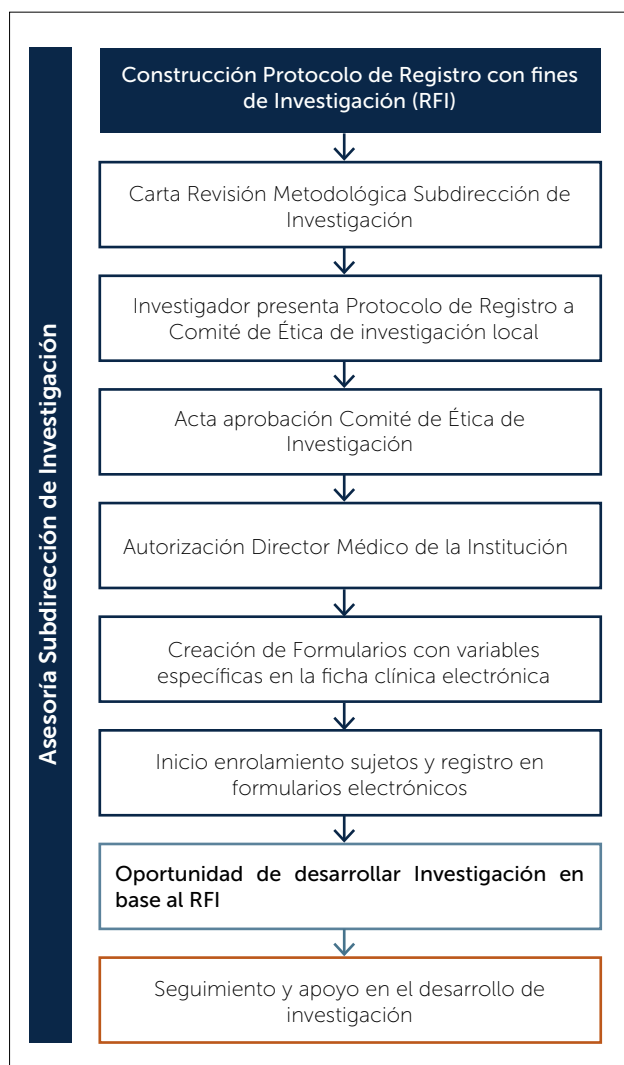 Asesoría Subdirección de Investigación
Construcción Protocolo de Registro con fines
de Investigación (RFI)
Carta Revisión Metodológica Subdirección de
Investigación
Investigador presenta Protocolo de Registro a
Comité de Ética de investigación local
Acta aprobación Comité de Ética de
Investigación
Autorización Director Médico de la Institución
Creación de Formularios con variables
específicas en la ficha clínica electrónica
Inicio enrolamiento sujetos y registro en
formularios electrónicos
Oportunidad de desarrollar Investigación en
base al RFI
Seguimiento y apoyo en el desarrollo de
investigación